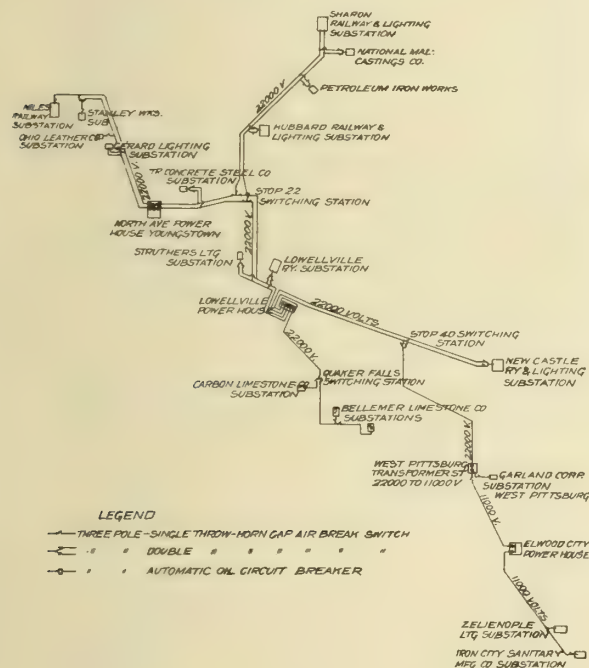 SHARON
RAILWAY & LIGHTING
SUBSTATION
NATIONAL MAL-
CASTINGS CO.
PETROLEUM IRON WORKS
22000 V
HUBBARD RAILWAY &
LIGHTING SUBSTATION
NILES
RAILWAY
SUBSTATION
STANLEY WKS.
SUB.
OHIO LEATHER CO
SUBSTATION
GERARD LIGHTING
SUBSTATION
22000 V.
TR CONCRETE STEEL CO
SUBSTATION
STOP 22
SWITCHING STATION
NORTH AVE POWER
HOUSE YOUNGSTOWN
22000 V
STRUTHERS LTG
SUBSTATION
LOWELLVILLE
RY. SUBSTATION
LOWELLVILLE
POWER HOUSE
22000 VOLTS
STOP 40 SWITCHING
STATION
22000 V.
NEW CASTLE
RY & LIGHTING
SUBSTATION
QUAKER FALLS
SWITCHING STATION
CARBON LIMESTONE CO
SUBSTATION
BELLEMER LIMESTONE CO
SUBSTATIONS
22000 V
WEST PITTSBURG
TRANSFORMER ST
22000 TO 11000 V
GARLAND CORP.
SUBSTATION
WEST PITTSBURG
11000 V.
ELWOOD CITY
POWER HOUSE
11000 VOLTS
ZELIENOPLE
LTG SUBSTATION
IRON CITY SANITARY
MFG CO SUBSTATION
LEGEND
THREE POLE-SINGLE THROW-HORN GAP AIR BREAK SWITCH
" " DOUBLE " " " " " "
" " AUTOMATIC OIL CIRCUIT BREAKER